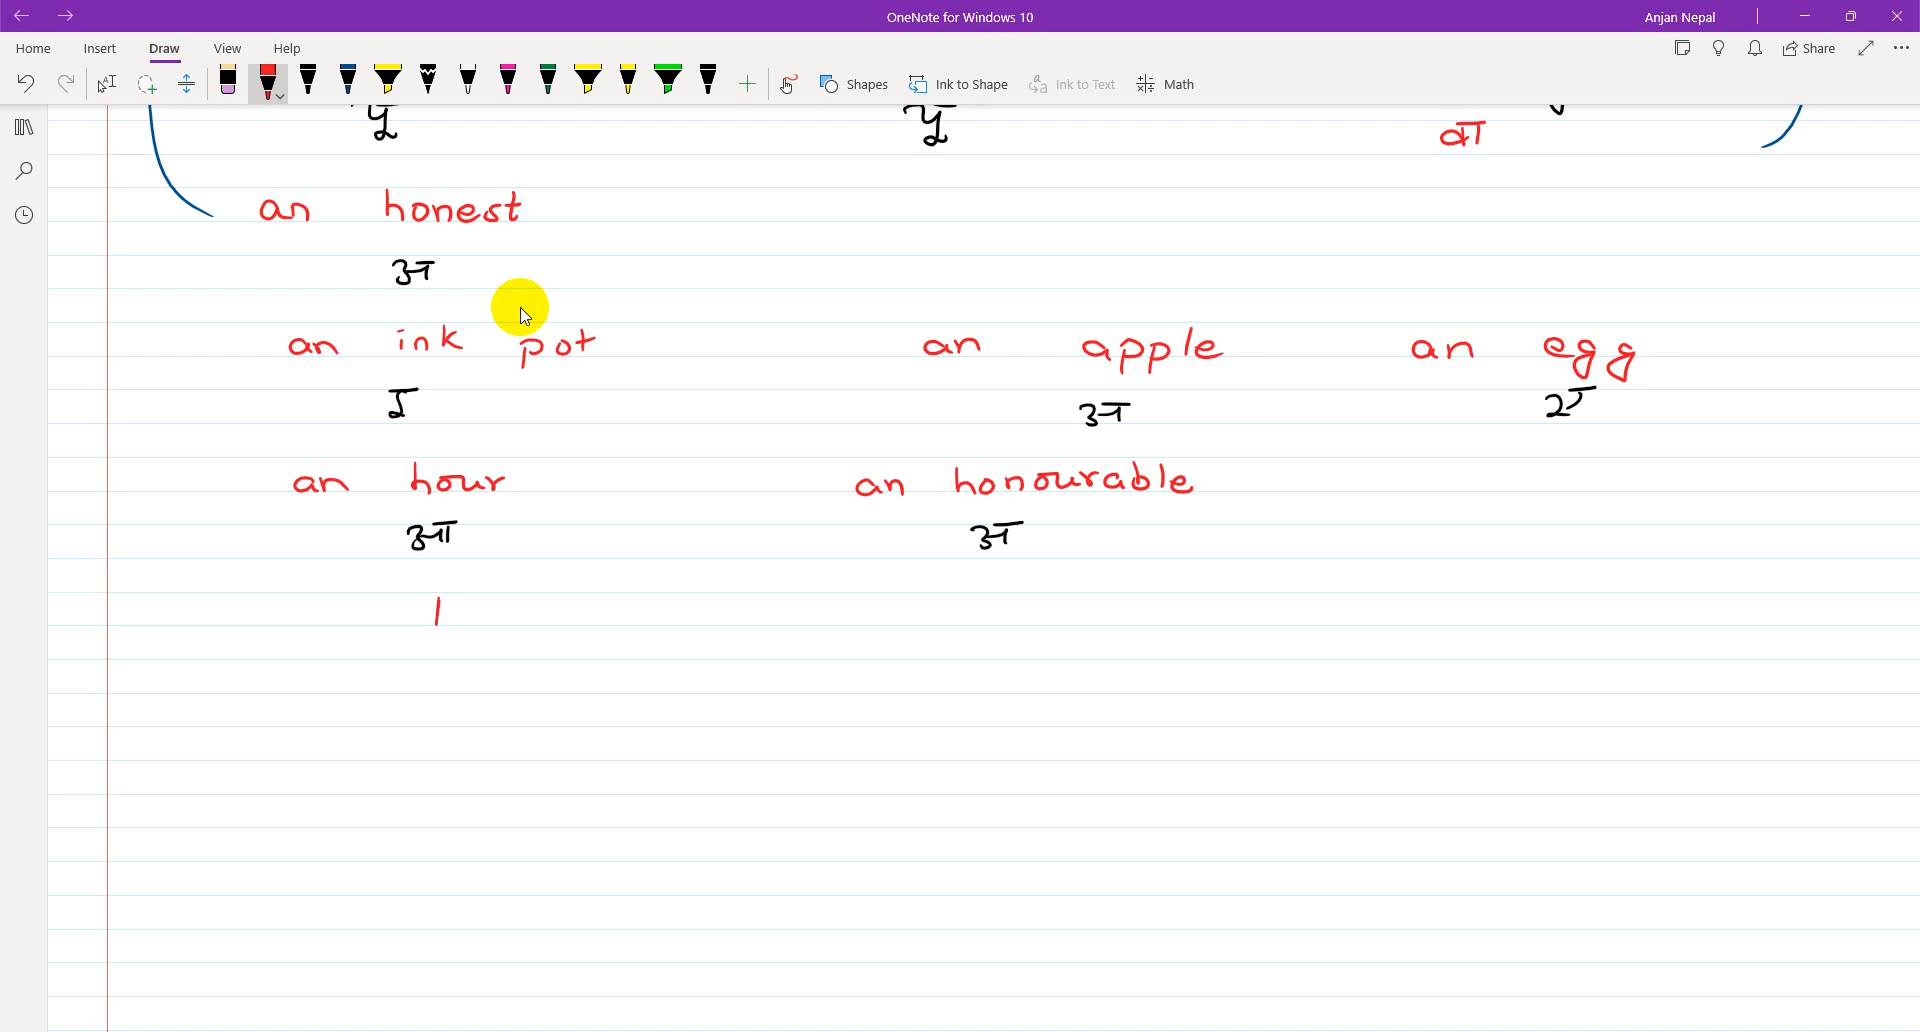 OneNote for Windows 10 Anjan Nepal
Home Insert Draw View Help Share
Shapes Ink to Shape Ink to Text Math
यु यु
वा
an honest
अ
an ink pot an apple an egg
इ अ ए
an hour an honourable
आ अ